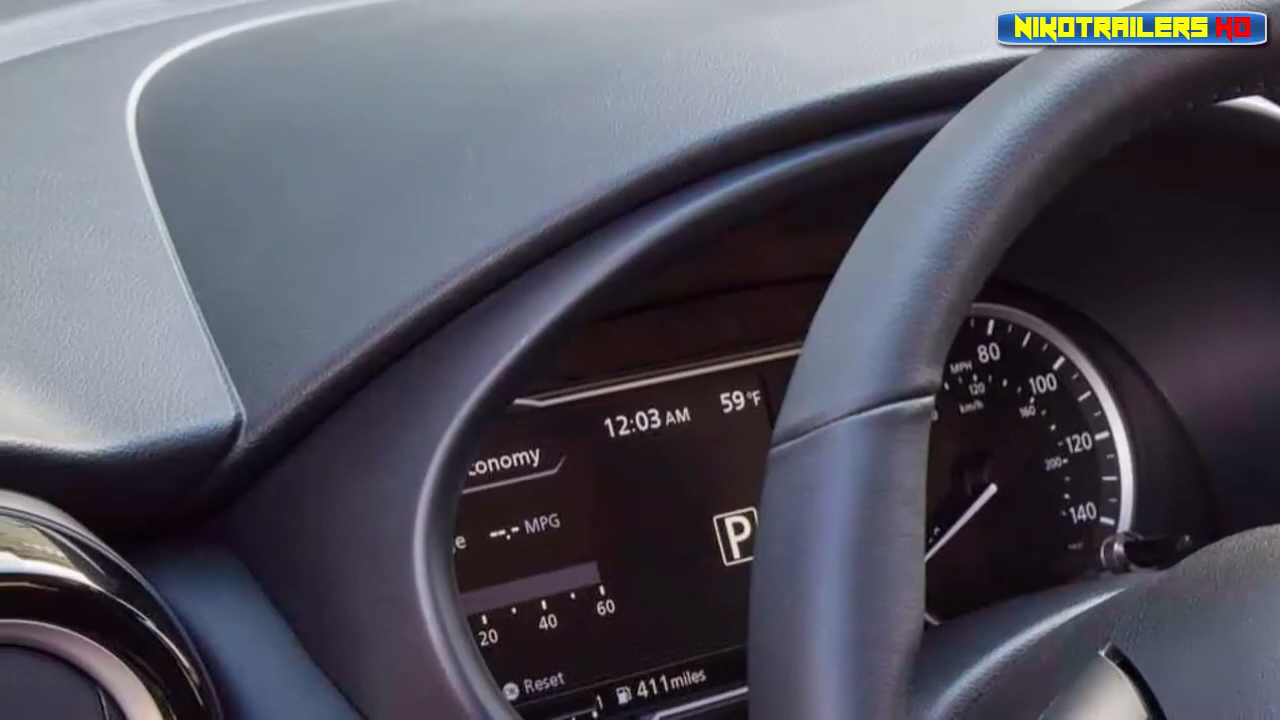 NIKOTRAILERS HD
12:03 AM 59°F
conomy
e --.- MPG
20 40 60
Reset
411 miles
P
80
MPH
120
km/h
100
160
120
200
140